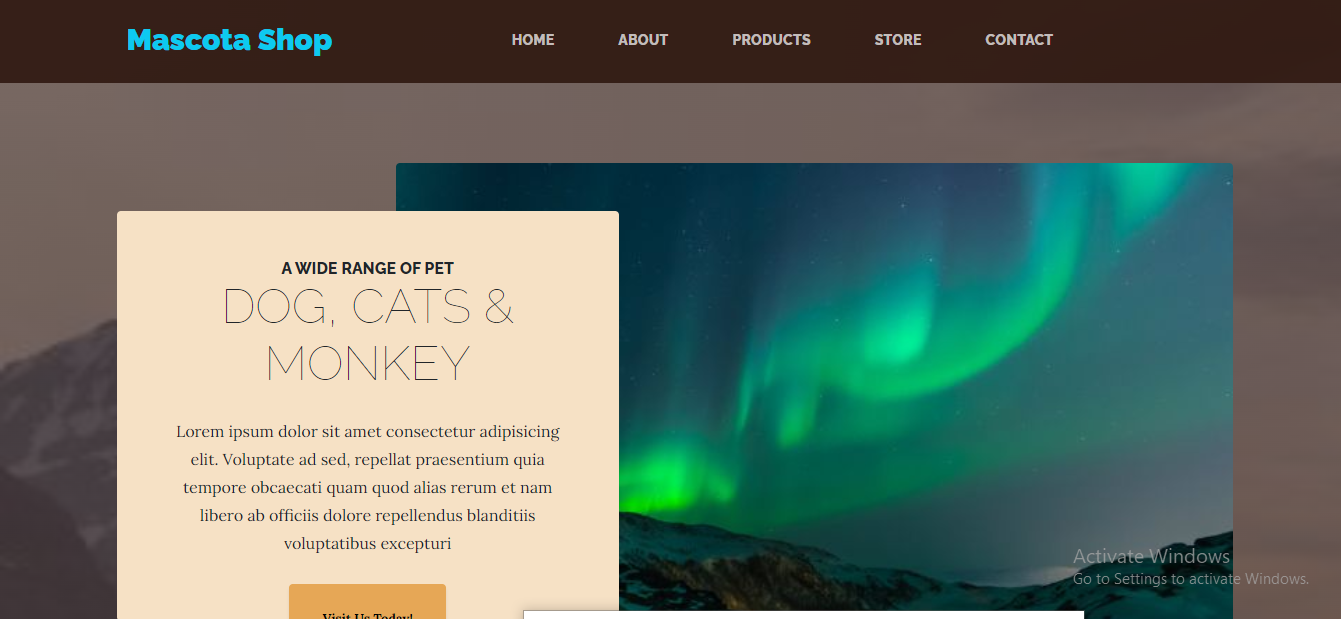 Mascota Shop
HOME ABOUT PRODUCTS STORE CONTACT
A WIDE RANGE OF PET
DOG, CATS &
MONKEY
Lorem ipsum dolor sit amet consectetur adipisicing
elit. Voluptate ad sed, repellat praesentium quia
tempore obcaecati quam quod alias rerum et nam
libero ab officiis dolore repellendus blanditiis
voluptatibus excepturi
Visit Us Today!
Activate Windows
Go to Settings to activate Windows.